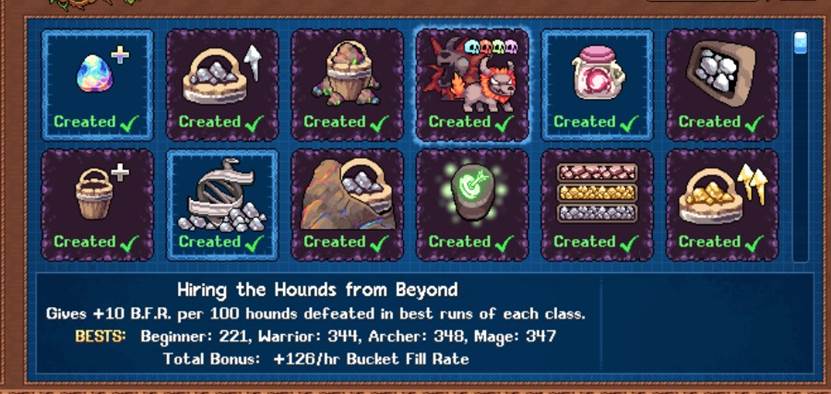 Created
Created
Created
Created
Created
Created
Created
Created
Created
Created
Created
Created
Hiring the Hounds from Beyond
Gives +10 B.F.R. per 100 hounds defeated in best runs of each class.
BESTS: Beginner: 221, Warrior: 344, Archer: 348, Mage: 347
Total Bonus: +126/hr Bucket Fill Rate